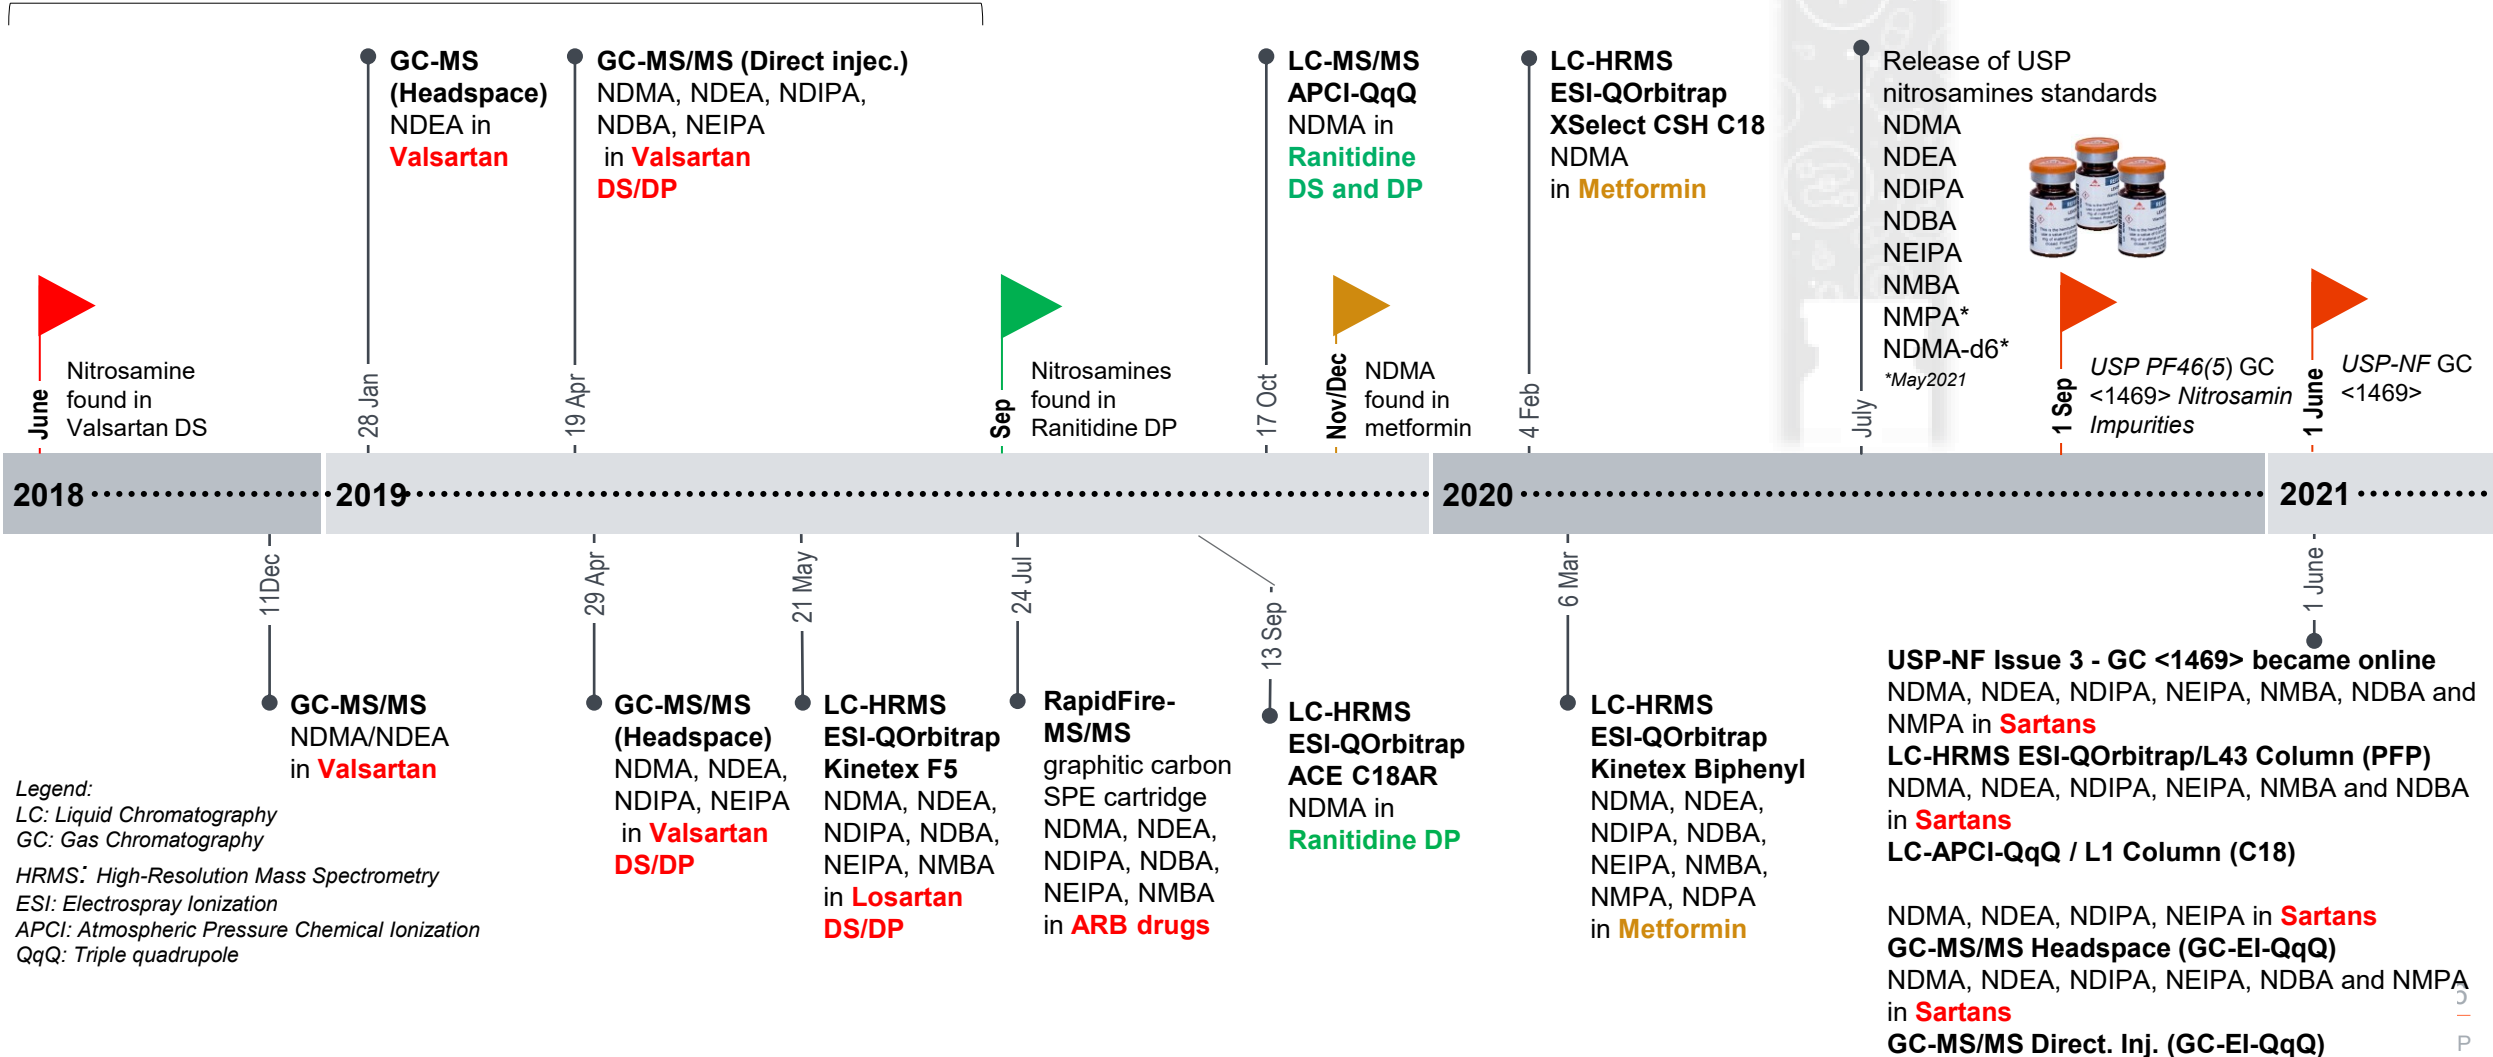 GC-MS
(Headspace)
NDEA in
Valsartan
GC-MS/MS (Direct injec.)
NDMA, NDEA, NDIPA,
NDBA, NEIPA
in Valsartan
DS/DP
LC-MS/MS
APCI-QqQ
NDMA in
Ranitidine
DS and DP
LC-HRMS
ESI-QOrbitrap
XSelect CSH C18
NDMA
in Metformin
Release of USP
nitrosamines standards
NDMA
NDEA
NDIPA
NDBA
NEIPA
NMBA
NMPA*
NDMA-d6*
*May2021
June
Nitrosamine
found in
Valsartan DS
28 Jan
19 Apr
Sep
Nitrosamines
found in
Ranitidine DP
17 Oct
Nov/Dec
NDMA
found in
metformin
4 Feb
July
1 Sep
USP PF46(5) GC
<1469> Nitrosamin
Impurities
1 June
USP-NF GC
<1469>
2018
2019
2020
2021
11Dec
29 Apr
21 May
24 Jul
13 Sep -
6 Mar
1 June
GC-MS/MS
NDMA/NDEA
in Valsartan
GC-MS/MS
(Headspace)
NDMA, NDEA,
NDIPA, NEIPA
in Valsartan
DS/DP
LC-HRMS
ESI-QOrbitrap
Kinetex F5
NDMA, NDEA,
NDIPA, NDBA,
NEIPA, NMBA
in Losartan
DS/DP
RapidFire-
MS/MS
graphitic carbon
SPE cartridge
NDMA, NDEA,
NDIPA, NDBA,
NEIPA, NMBA
in ARB drugs
LC-HRMS
ESI-QOrbitrap
ACE C18AR
NDMA in
Ranitidine DP
LC-HRMS
ESI-QOrbitrap
Kinetex Biphenyl
NDMA, NDEA,
NDIPA, NDBA,
NEIPA, NMBA,
NMPA, NDPA
in Metformin
USP-NF Issue 3 - GC <1469> became online
NDMA, NDEA, NDIPA, NEIPA, NMBA, NDBA and
NMPA in Sartans
LC-HRMS ESI-QOrbitrap/L43 Column (PFP)
NDMA, NDEA, NDIPA, NEIPA, NMBA and NDBA
in Sartans
LC-APCI-QqQ / L1 Column (C18)
NDMA, NDEA, NDIPA, NEIPA in Sartans
GC-MS/MS Headspace (GC-EI-QqQ)
NDMA, NDEA, NDIPA, NEIPA, NDBA and NMPA
in Sartans
GC-MS/MS Direct. Inj. (GC-EI-QqQ)
P
Legend:
LC: Liquid Chromatography
GC: Gas Chromatography
HRMS: High-Resolution Mass Spectrometry
ESI: Electrospray Ionization
APCI: Atmospheric Pressure Chemical Ionization
QqQ: Triple quadrupole